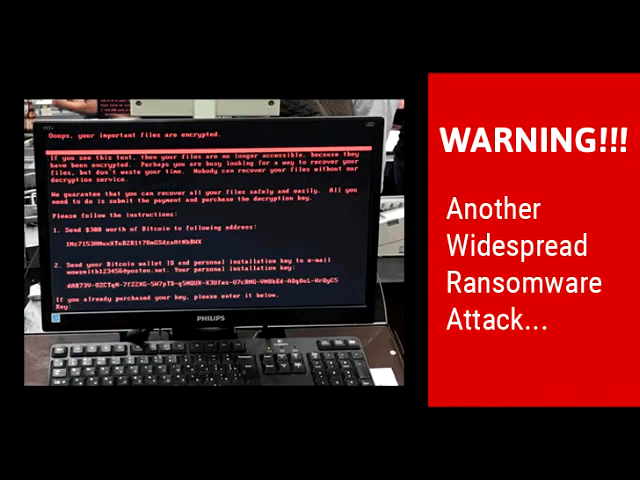 Ooops, your important files are encrypted.
If you see this text, then your files are no longer accessible, because they
have been encrypted. Perhaps you are busy looking for a way to recover your
files, but don't waste your time. Nobody can recover your files without our
decryption service.
We guarantee that you can recover all your files safely and easily. All you
need to do is submit the payment and purchase the decryption key.
Please follow the instructions:
1. Send $300 worth of Bitcoin to following address:
2. Send your Bitcoin wallet ID and personal installation key to e-mail
wowsmith123456@posteo.net. Your personal installation key:
If you already purchased your key, please enter it below.
Key:
PHILIPS
WARNING!!!
Another
Widespread
Ransomware
Attack...